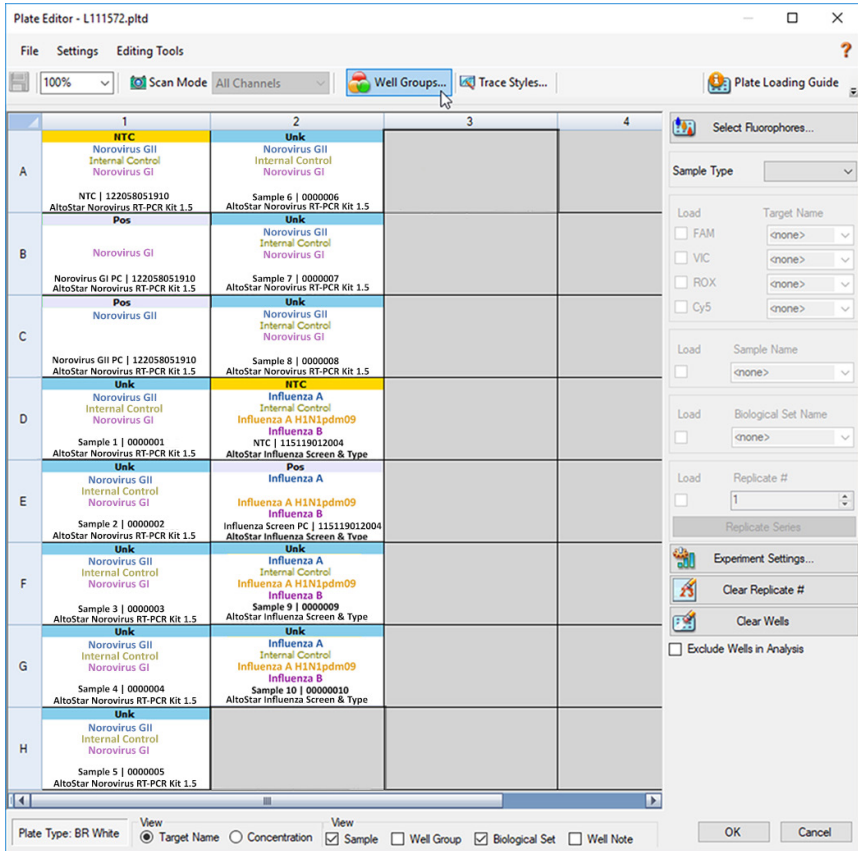 Plate Editor - L111572.pltd
File Settings Editing Tools ?
100% Scan Mode All Channels Well Groups... Trace Styles... Plate Loading Guide
1 2 3 4
A
NTC
Norovirus GII
Internal Control
Norovirus GI
NTC | 122058051910
AltoStar Norovirus RT-PCR Kit 1.5
Unk
Norovirus GII
Internal Control
Norovirus GI
Sample 6 | 0000006
AltoStar Norovirus RT-PCR Kit 1.5
B
Pos
Norovirus GI
Norovirus GI PC | 122058051910
AltoStar Norovirus RT-PCR Kit 1.5
Unk
Norovirus GII
Internal Control
Norovirus GI
Sample 7 | 0000007
AltoStar Norovirus RT-PCR Kit 1.5
C
Pos
Norovirus GII
Norovirus GII PC | 122058051910
AltoStar Norovirus RT-PCR Kit 1.5
Unk
Norovirus GII
Internal Control
Norovirus GI
Sample 8 | 0000008
AltoStar Norovirus RT-PCR Kit 1.5
D
Unk
Norovirus GII
Internal Control
Norovirus GI
Sample 1 | 0000001
AltoStar Norovirus RT-PCR Kit 1.5
NTC
Influenza A
Internal Control
Influenza A H1N1pdm09
Influenza B
NTC | 115119012004
AltoStar Influenza Screen & Type
E
Unk
Norovirus GII
Internal Control
Norovirus GI
Sample 2 | 0000002
AltoStar Norovirus RT-PCR Kit 1.5
Pos
Influenza A
Influenza A H1N1pdm09
Influenza B
Influenza Screen PC | 115119012004
AltoStar Influenza Screen & Type
F
Unk
Norovirus GII
Internal Control
Norovirus GI
Sample 3 | 0000003
AltoStar Norovirus RT-PCR Kit 1.5
Unk
Influenza A
Internal Control
Influenza A H1N1pdm09
Influenza B
Sample 9 | 0000009
AltoStar Influenza Screen & Type
G
Unk
Norovirus GII
Internal Control
Norovirus GI
Sample 4 | 0000004
AltoStar Norovirus RT-PCR Kit 1.5
Unk
Influenza A
Internal Control
Influenza A H1N1pdm09
Influenza B
Sample 10 | 00000010
AltoStar Influenza Screen & Type
H
Unk
Norovirus GII
Internal Control
Norovirus GI
Sample 5 | 0000005
AltoStar Norovirus RT-PCR Kit 1.5
Select Fluorophores...
Sample Type
Load Target Name
FAM <none>
VIC <none>
ROX <none>
Cy5 <none>
Load Sample Name
<none>
Load Biological Set Name
<none>
Load Replicate #
1
Replicate Series
Experiment Settings...
Clear Replicate #
Clear Wells
Exclude Wells in Analysis
Plate Type: BR White
View
Target Name Concentration
View
Sample Well Group Biological Set Well Note
OK Cancel